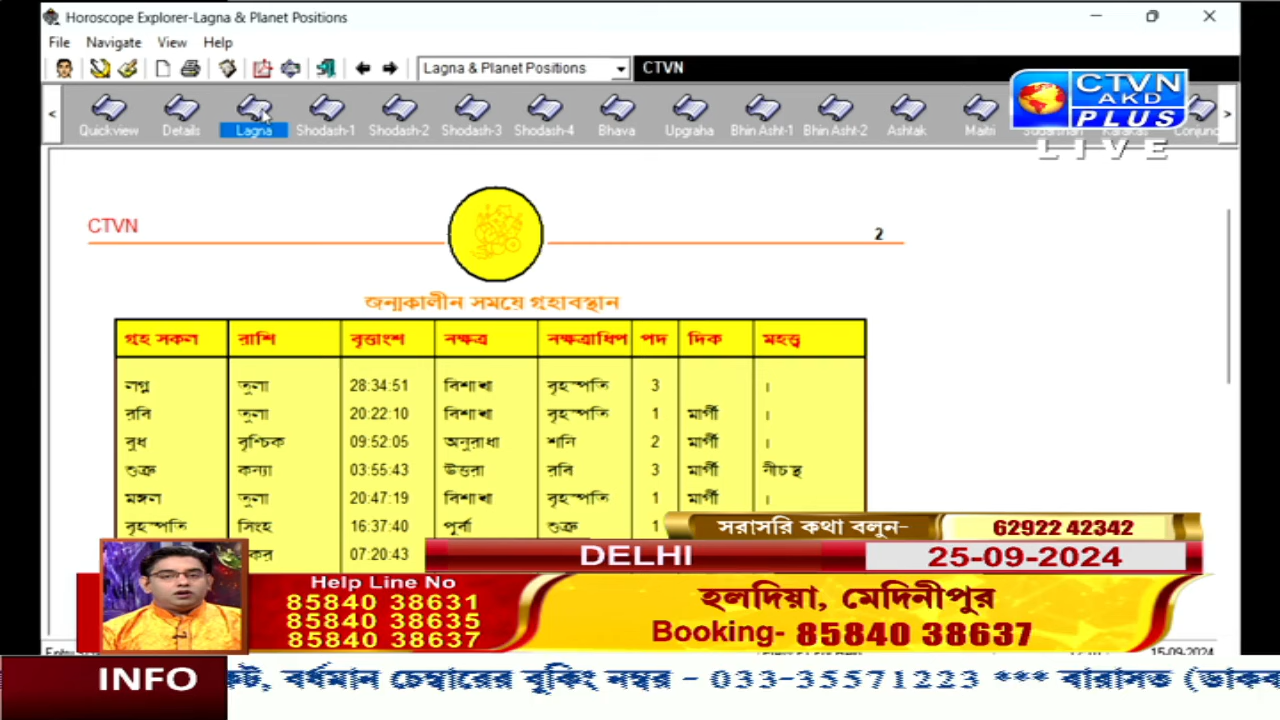 Horoscope Explorer-Lagna & Planet Positions
File Navigate View Help
Lagna & Planet Positions CTVN
Quickview Details Lagna Shodash-1 Shodash-2 Shodash-3 Shodash-4 Bhava Upgraha Bhin Asht-1 Bhin Asht-2 Ashtak Maitri
CTVN
AKD
PLUS
LIVE
CTVN 2
জন্মকালীন সময়ে গৃহাবস্থান
গৃহ সকল রাশি বৃত্তাংশ নক্ষত্র নক্ষত্রাধিপ পদ দিক মহত্ত্ব
লগ্ন তুলা 28:34:51 বিশাখা বৃহস্পতি 3 ।
রবি তুলা 20:22:10 বিশাখা বৃহস্পতি 1 মার্গী ।
বুধ বৃশ্চিক 09:52:05 অনুরাধা শনি 2 মার্গী ।
শুক্র কন্যা 03:55:43 উত্তরা রবি 3 মার্গী নীচস্থ
মঙ্গল তুলা 20:47:19 বিশাখা বৃহস্পতি 1 মার্গী ।
বৃহস্পতি সিংহ 16:37:40 পুর্বা শুক্র 1
07:20:43
সরাসরি কথা বলুন- 62922 42342
DELHI 25-09-2024
Help Line No
85840 38631
85840 38635
85840 38637
হলদিয়া, মেদিনীপুর
Booking- 85840 38637
15-09-2024
INFO বর্ধমান চেম্বারের বুকিং নম্বর - 033-35571223 *** বারাসত